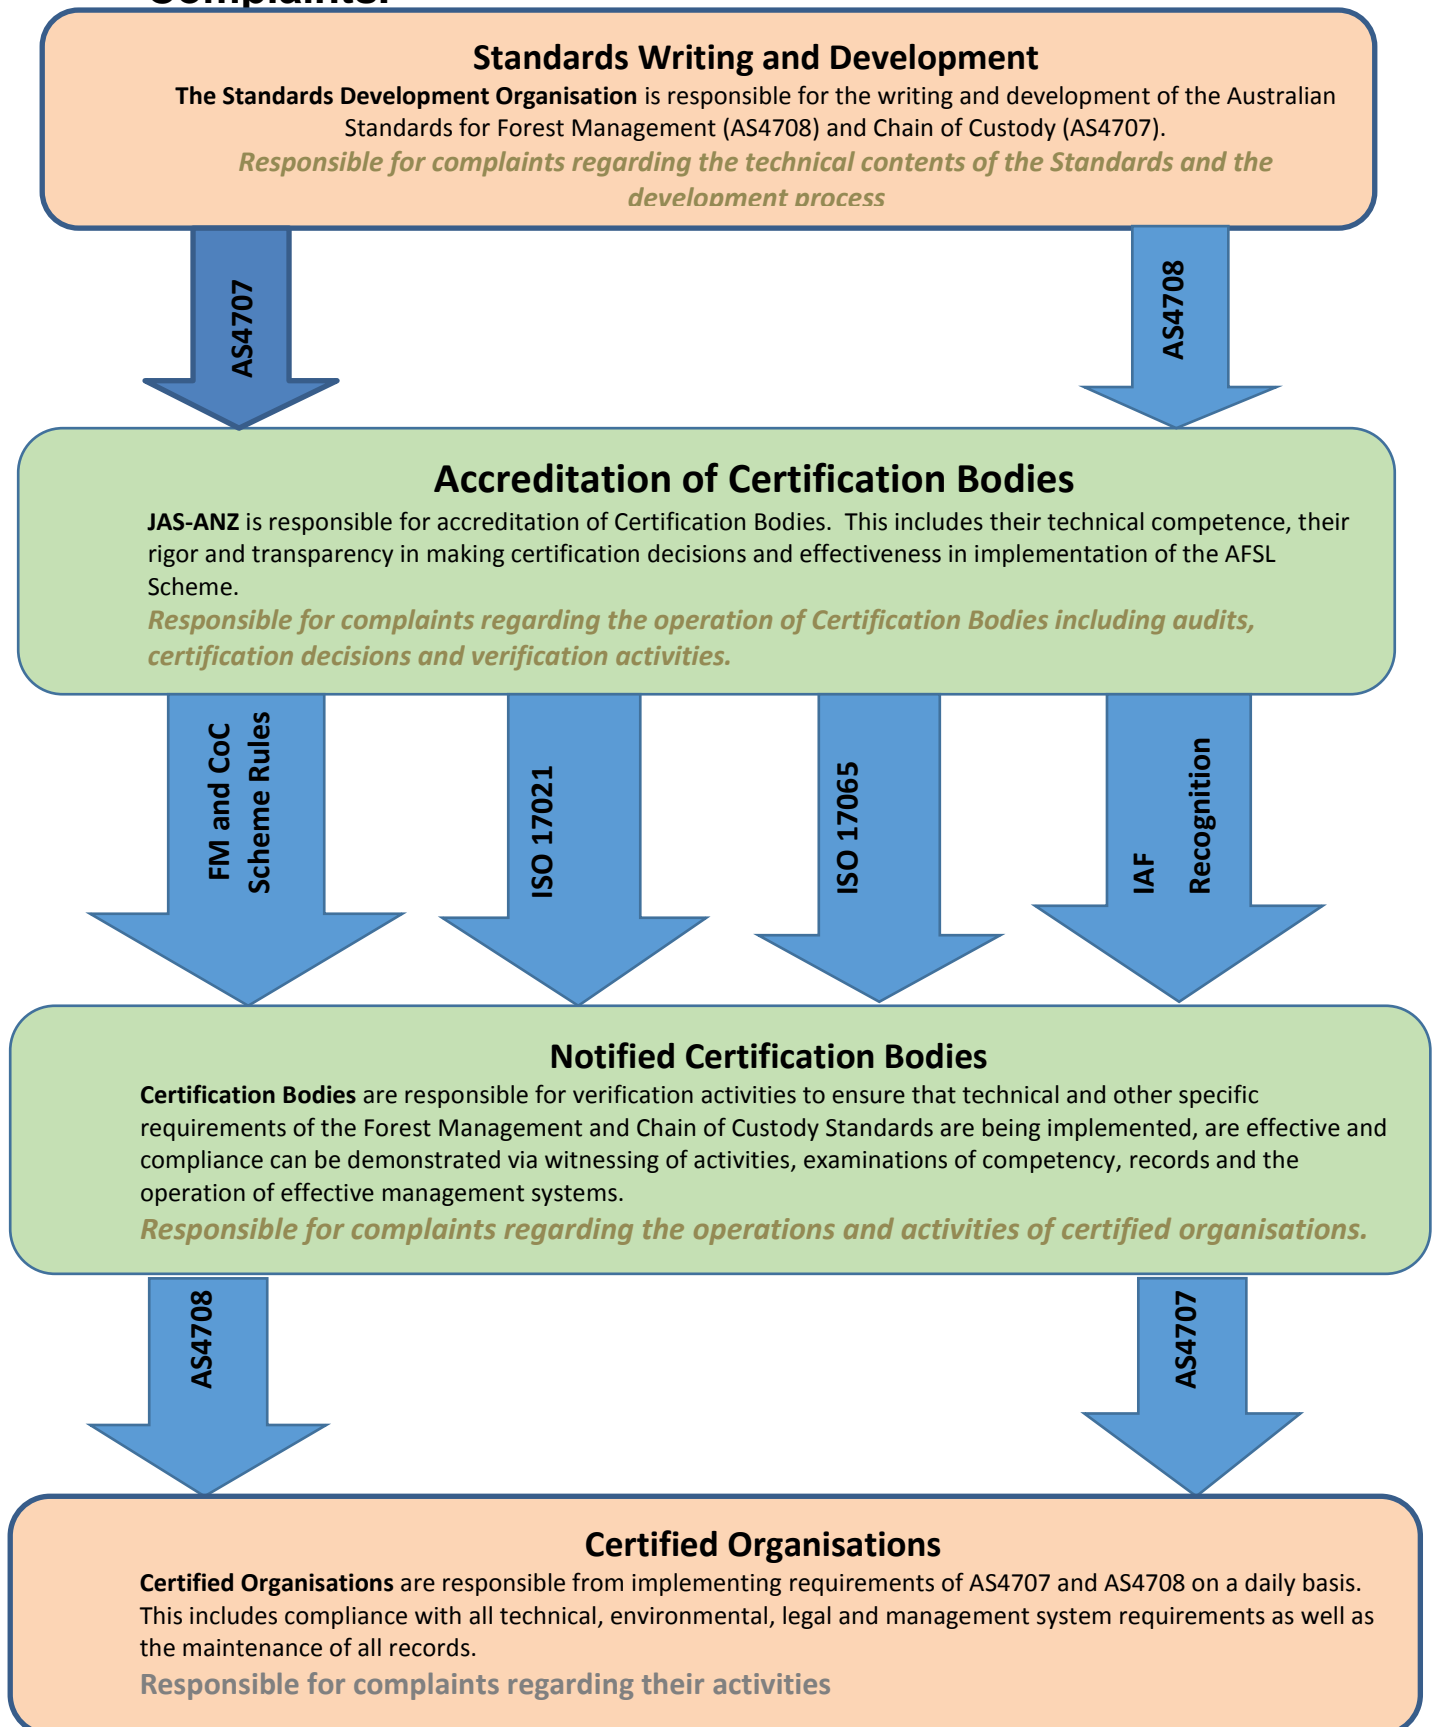 Complaints.
Standards Writing and Development
The Standards Development Organisation is responsible for the writing and development of the Australian
Standards for Forest Management (AS4708) and Chain of Custody (AS4707).
Responsible for complaints regarding the technical contents of the Standards and the
development process
AS4707
AS4708
Accreditation of Certification Bodies
JAS-ANZ is responsible for accreditation of Certification Bodies.  This includes their technical competence, their
rigor and transparency in making certification decisions and effectiveness in implementation of the AFSL
Scheme.
Responsible for complaints regarding the operation of Certification Bodies including audits,
certification decisions and verification activities.
FM and CoC
Scheme Rules
ISO 17021
ISO 17065
IAF
Recognition
Notified Certification Bodies
Certification Bodies are responsible for verification activities to ensure that technical and other specific
requirements of the Forest Management and Chain of Custody Standards are being implemented, are effective and
compliance can be demonstrated via witnessing of activities, examinations of competency, records and the
operation of effective management systems.
Responsible for complaints regarding the operations and activities of certified organisations.
AS4708
AS4707
Certified Organisations
Certified Organisations are responsible from implementing requirements of AS4707 and AS4708 on a daily basis.
This includes compliance with all technical, environmental, legal and management system requirements as well as
the maintenance of all records.
Responsible for complaints regarding their activities